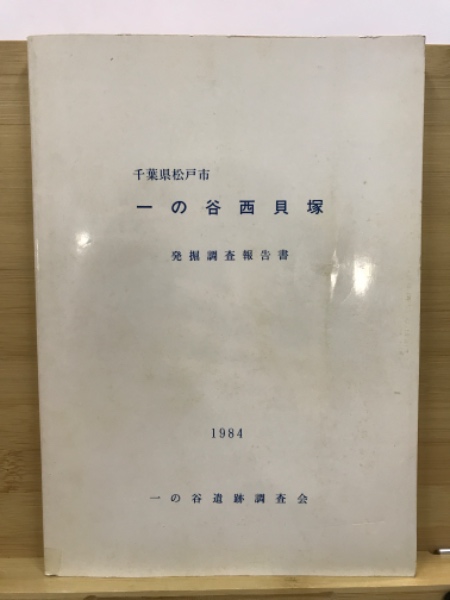 千葉県松戸市
一の谷西貝塚
発掘調査報告書
1984
一の谷遺跡調査会